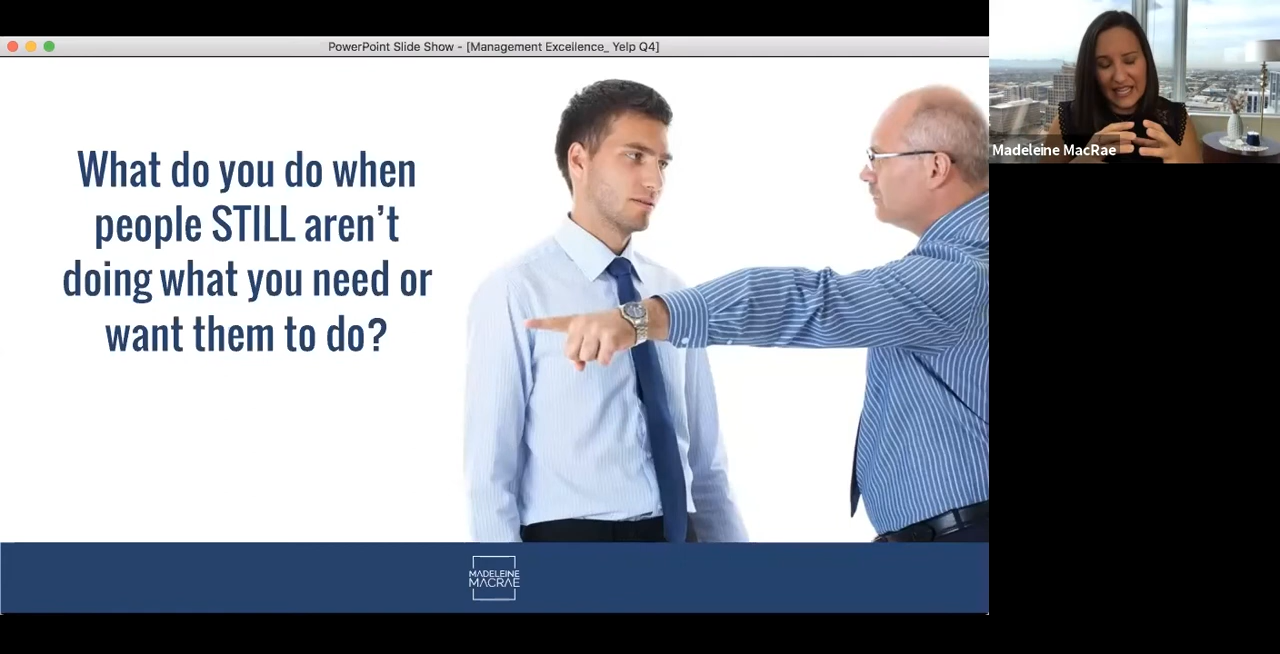 PowerPoint Slide Show - [Management Excellence_ Yelp Q4]
What do you do when
people STILL aren’t
doing what you need or
want them to do?
Madeleine MacRae
MADELEINE
MACRAE